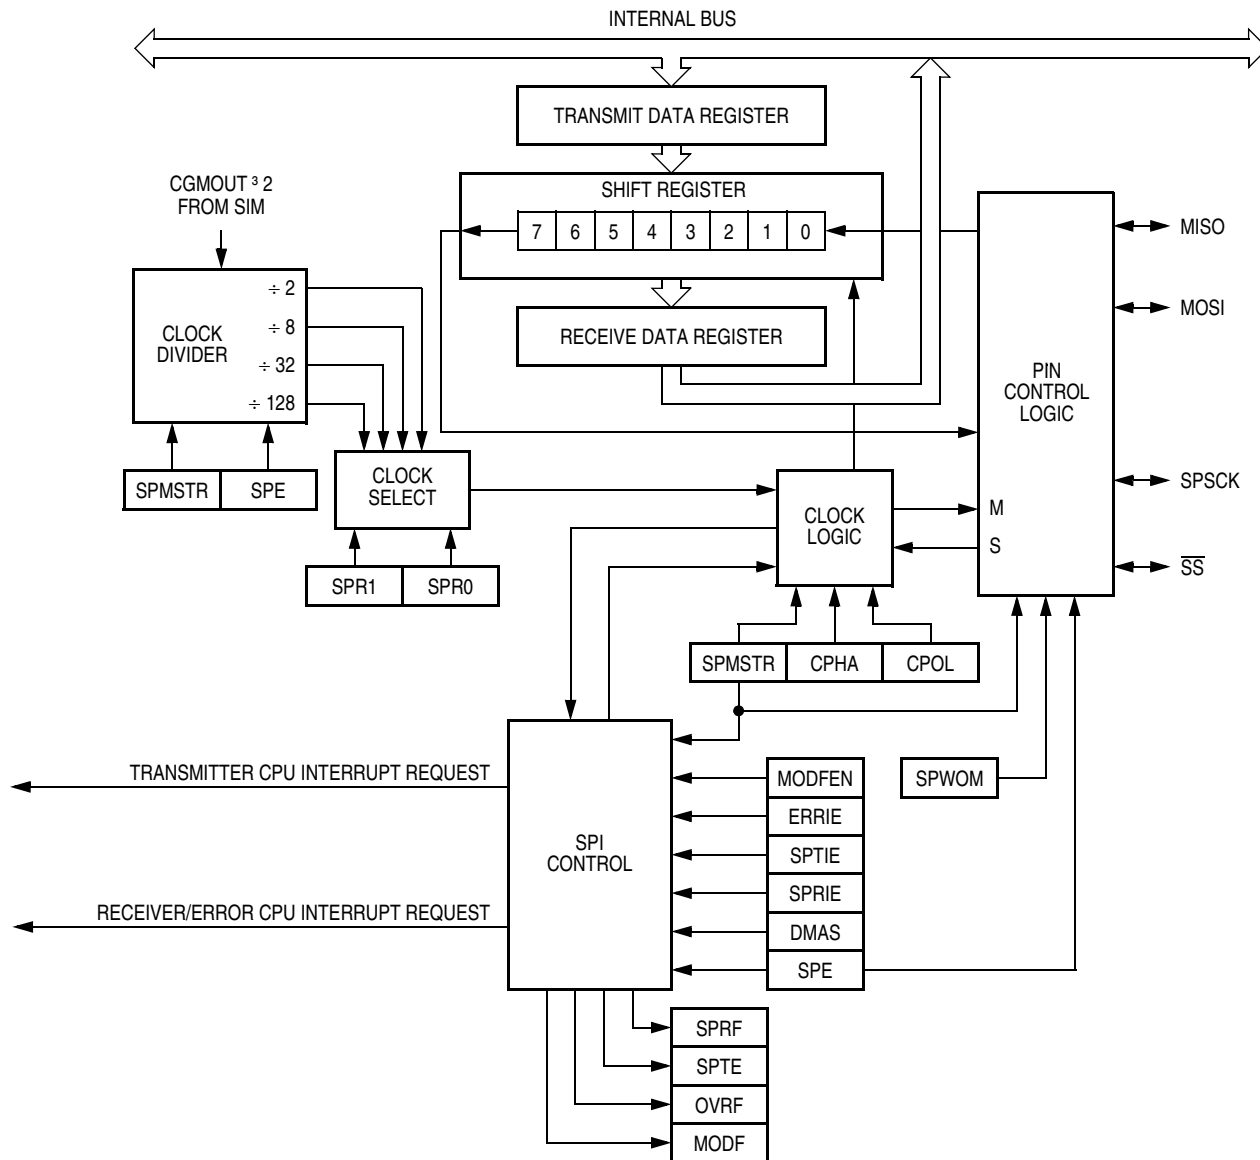 INTERNAL BUS
TRANSMIT DATA REGISTER
CGMOUT ³ 2
FROM SIM
SHIFT REGISTER
7 6 5 4 3 2 1 0
MISO
÷ 2
÷ 8
÷ 32
÷ 128
CLOCK
DIVIDER
RECEIVE DATA REGISTER
MOSI
PIN
CONTROL
LOGIC
SPMSTR SPE
CLOCK
SELECT
SPSCK
M
S
CLOCK
LOGIC
SS
SPR1 SPR0
SPMSTR CPHA CPOL
TRANSMITTER CPU INTERRUPT REQUEST
MODFEN
SPWOM
ERRIE
SPI
CONTROL
SPTIE
SPRIE
RECEIVER/ERROR CPU INTERRUPT REQUEST
DMAS
SPE
SPRF
SPTE
OVRF
MODF